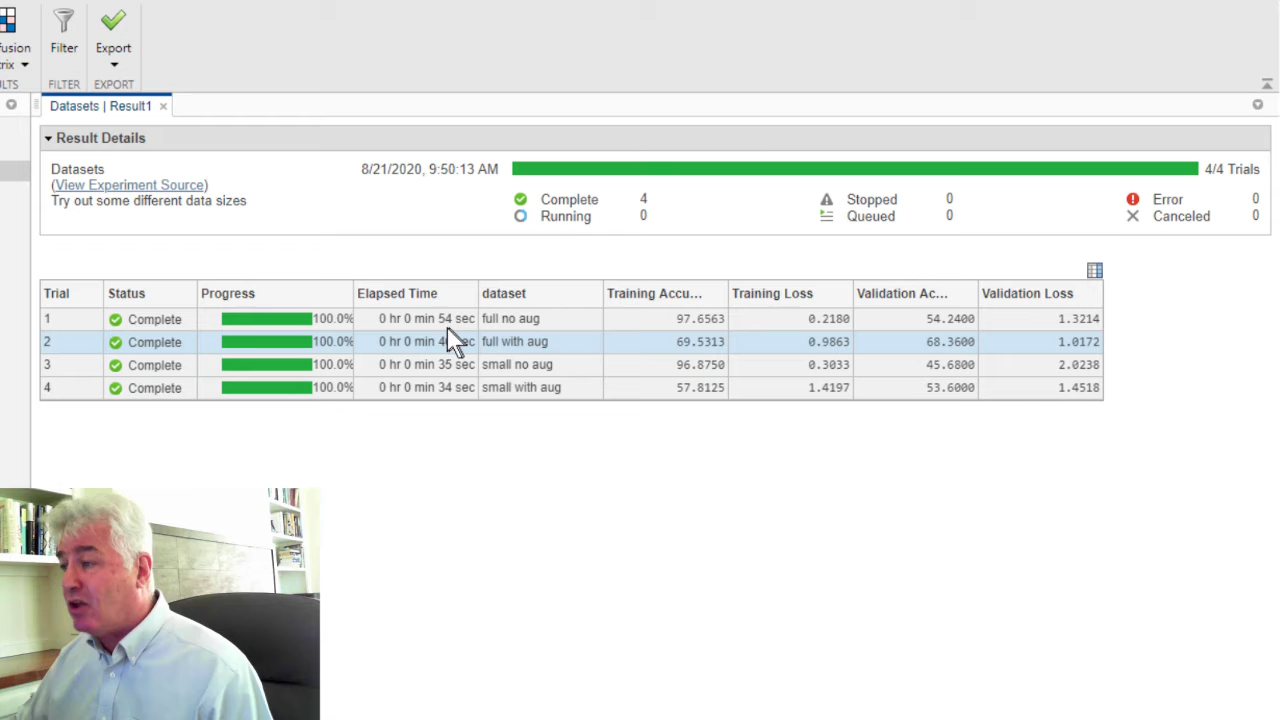 fusion
rix
Filter
Export
LTS
FILTER
EXPORT
Datasets | Result1
Result Details
Datasets
8/21/2020, 9:50:13 AM
4/4 Trials
(View Experiment Source)
Try out some different data sizes
Complete 4
Stopped 0
Error 0
Running 0
Queued 0
Canceled 0
Trial Status Progress Elapsed Time dataset Training Accu... Training Loss Validation Ac... Validation Loss
1 Complete 100.0% 0 hr 0 min 54 sec full no aug 97.6563 0.2180 54.2400 1.3214
2 Complete 100.0% 0 hr 0 min full with aug 69.5313 0.9863 68.3600 1.0172
3 Complete 100.0% 0 hr 0 min 35 sec small no aug 96.8750 0.3033 45.6800 2.0238
4 Complete 100.0% 0 hr 0 min 34 sec small with aug 57.8125 1.4197 53.6000 1.4518